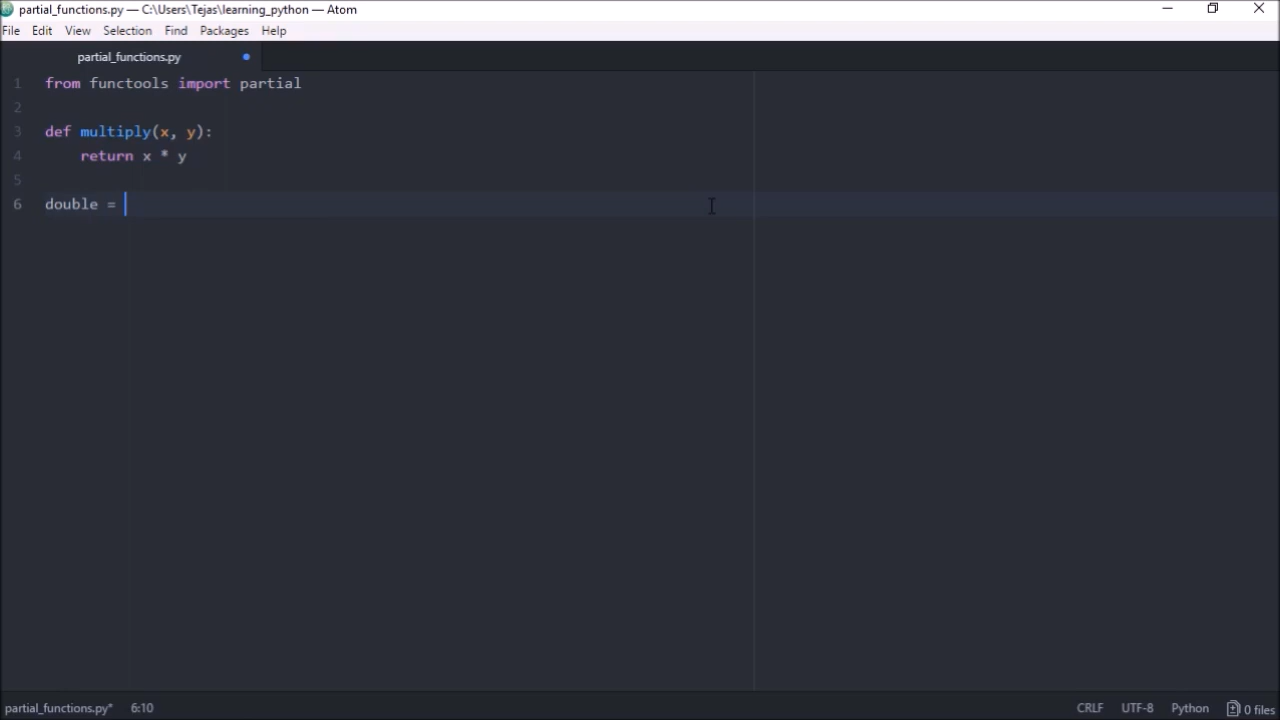 partial_functions.py — C:\Users\Tejas\learning_python — Atom
File Edit View Selection Find Packages Help
partial_functions.py
1 from functools import partial
2
3 def multiply(x, y):
4     return x * y
5
6 double =
partial_functions.py* 6:10 CRLF UTF-8 Python 0 files